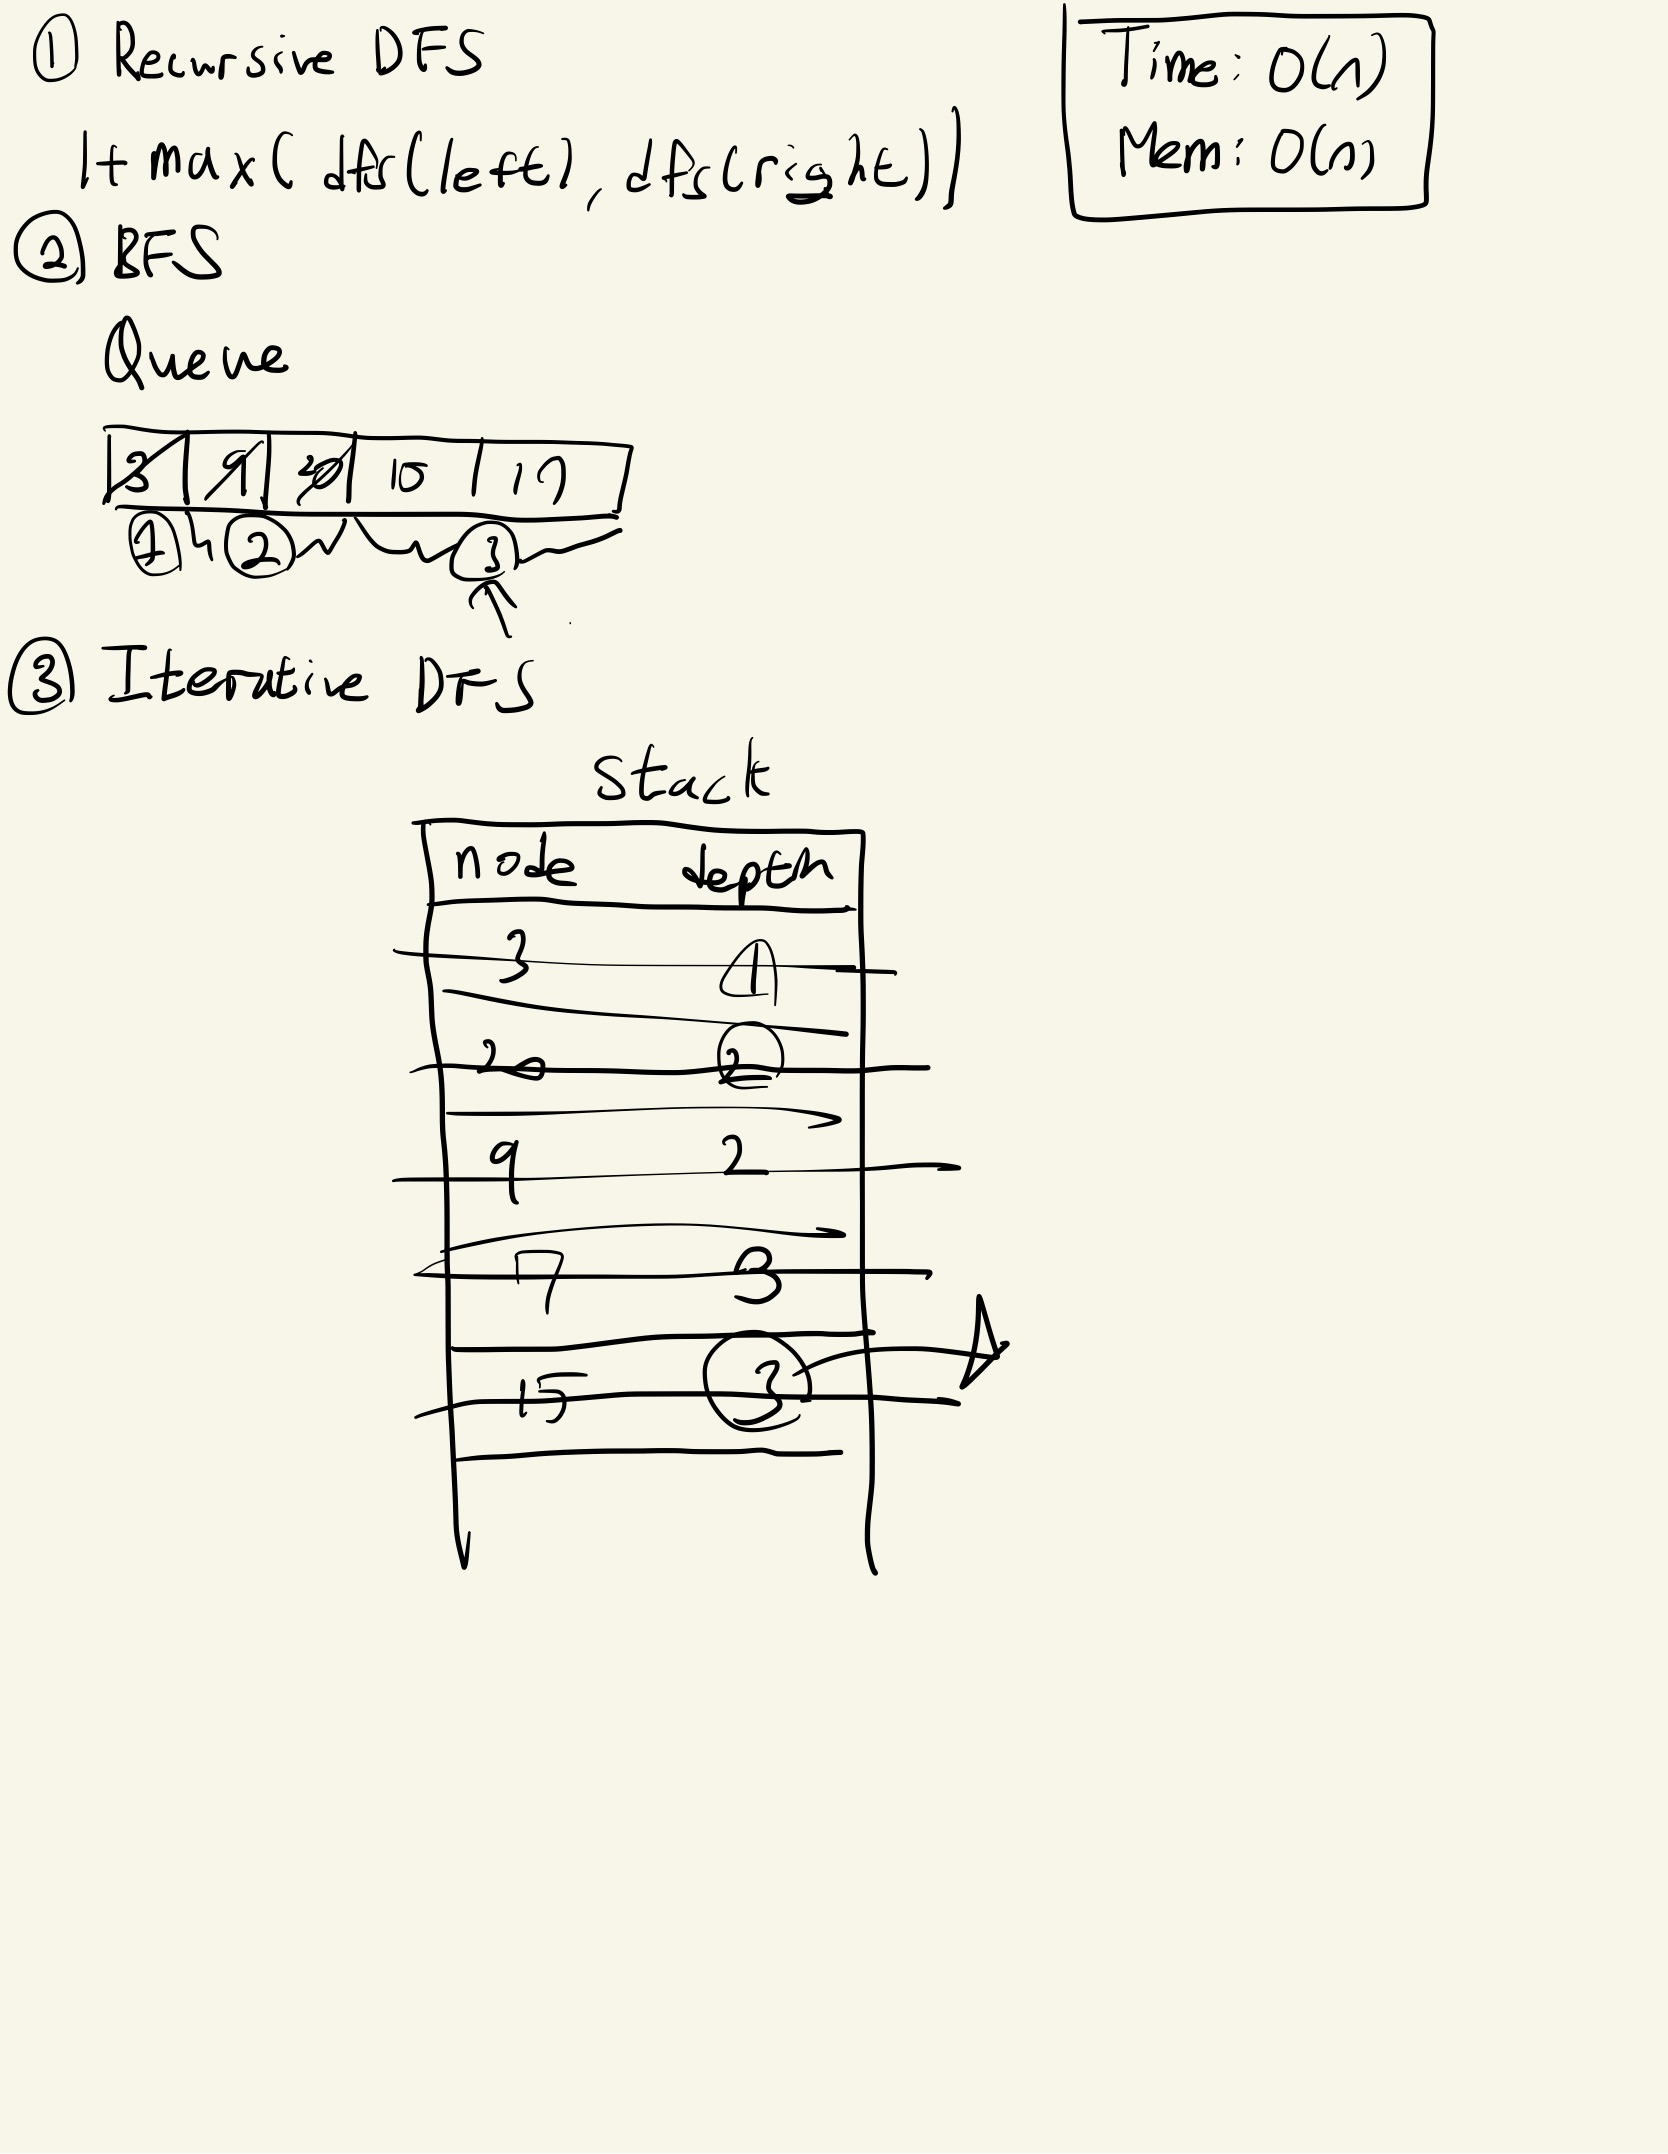 ① Recursive DFS
1+ max( dfs(left), dfs(right))
Time: O(n)
Mem: O(n)
② BFS
Queue
3 9 20 15 7
1 2 3
③ Iterative DFS
Stack
node depth
3 1
20 2
9 2
7 3
15 3